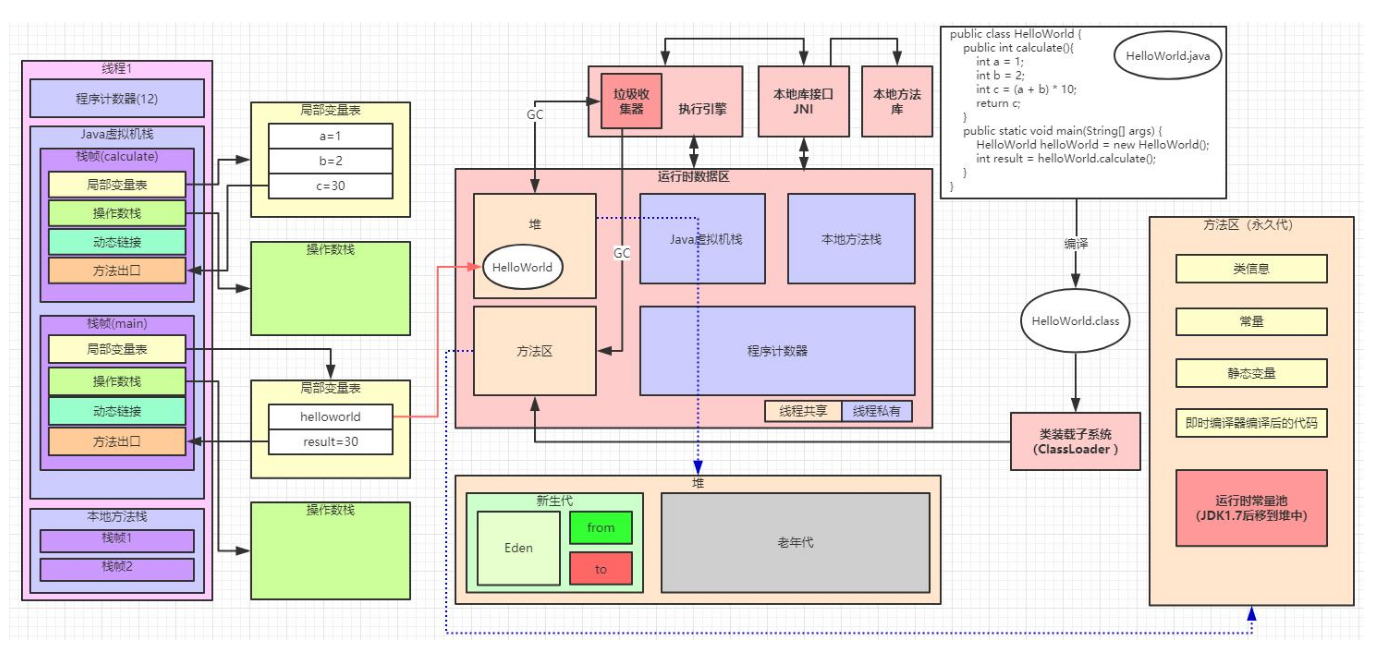 线程1
程序计数器(12)
Java虚拟机栈
栈帧(calculate)
局部变量表
操作数栈
动态链接
方法出口
栈帧(main)
局部变量表
操作数栈
动态链接
方法出口
本地方法栈
栈帧1
栈帧2
局部变量表
a=1
b=2
c=30
操作数栈
局部变量表
helloworld
result=30
操作数栈
垃圾收
集器
执行引擎
本地库接口
JNI
本地方法
库
GC
GC
运行时数据区
堆
HelloWorld
Java虚拟机栈
本地方法栈
方法区
程序计数器
线程共享
线程私有
堆
新生代
Eden
from
to
老年代
public class HelloWorld {
public int calculate(){
int a = 1;
int b = 2;
int c = (a + b) * 10;
return c;
}
public static void main(String[] args) {
HelloWorld helloWorld = new HelloWorld();
int result = helloWorld.calculate();
}
}
HelloWorld.java
编译
HelloWorld.class
类装载子系统
（ClassLoader ）
方法区（永久代）
类信息
常量
静态变量
即时编译器编译后的代码
运行时常量池
(JDK1.7后移到堆中)